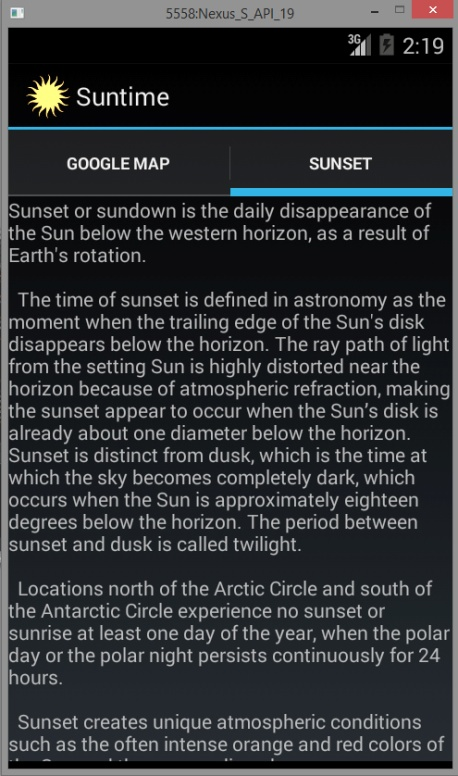 5558:Nexus_S_API_19
3G 2:19
Suntime
GOOGLE MAP SUNSET
Sunset or sundown is the daily disappearance of
the Sun below the western horizon, as a result of
Earth's rotation.
The time of sunset is defined in astronomy as the
moment when the trailing edge of the Sun's disk
disappears below the horizon. The ray path of light
from the setting Sun is highly distorted near the
horizon because of atmospheric refraction, making
the sunset appear to occur when the Sun's disk is
already about one diameter below the horizon.
Sunset is distinct from dusk, which is the time at
which the sky becomes completely dark, which
occurs when the Sun is approximately eighteen
degrees below the horizon. The period between
sunset and dusk is called twilight.
Locations north of the Arctic Circle and south of
the Antarctic Circle experience no sunset or
sunrise at least one day of the year, when the polar
day or the polar night persists continuously for 24
hours.
Sunset creates unique atmospheric conditions
such as the often intense orange and red colors of